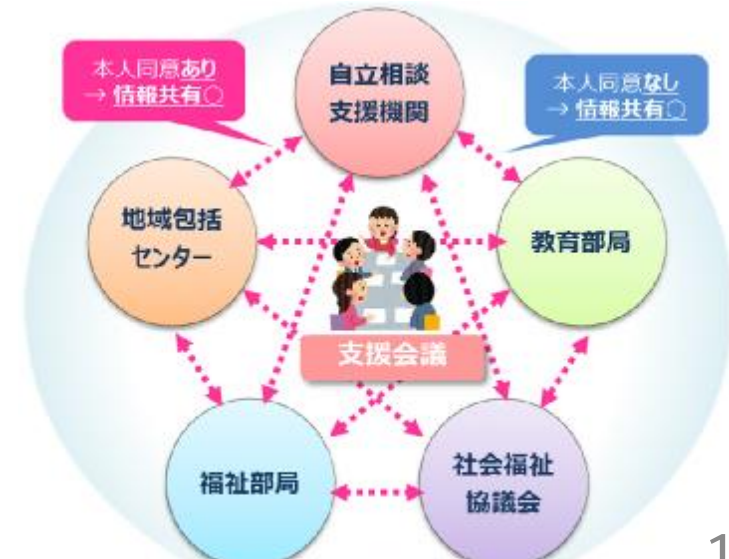 本人同意あり
→ 情報共有○
自立相談
支援機関
本人同意なし
→ 情報共有○
地域包括
センター
教育部局
支援会議
福祉部局
社会福祉
協議会
1